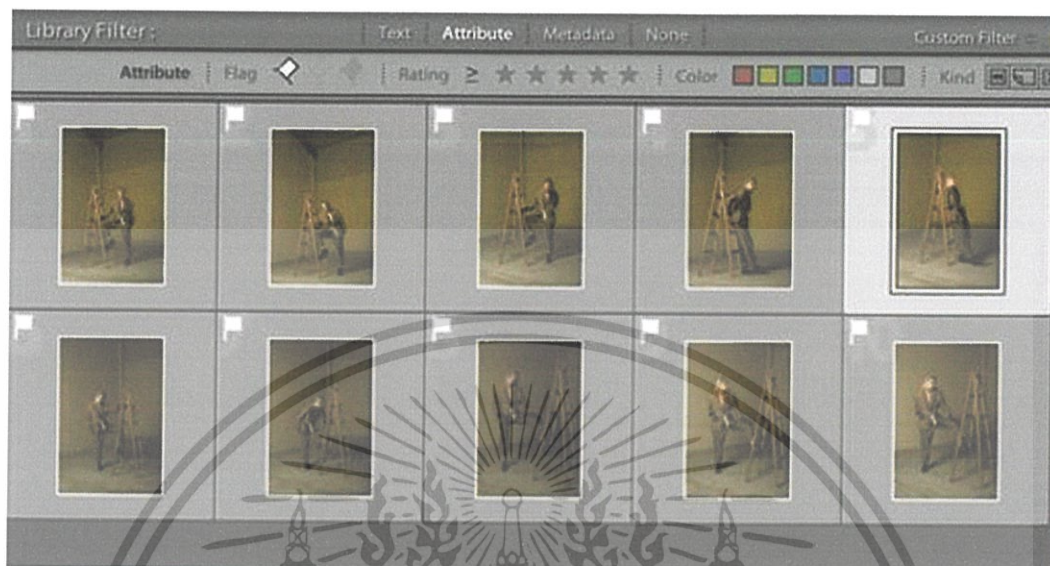 Library Filter : Text Attribute Metadata None Custom Filter
Attribute Flag Rating ≥ Color Kind